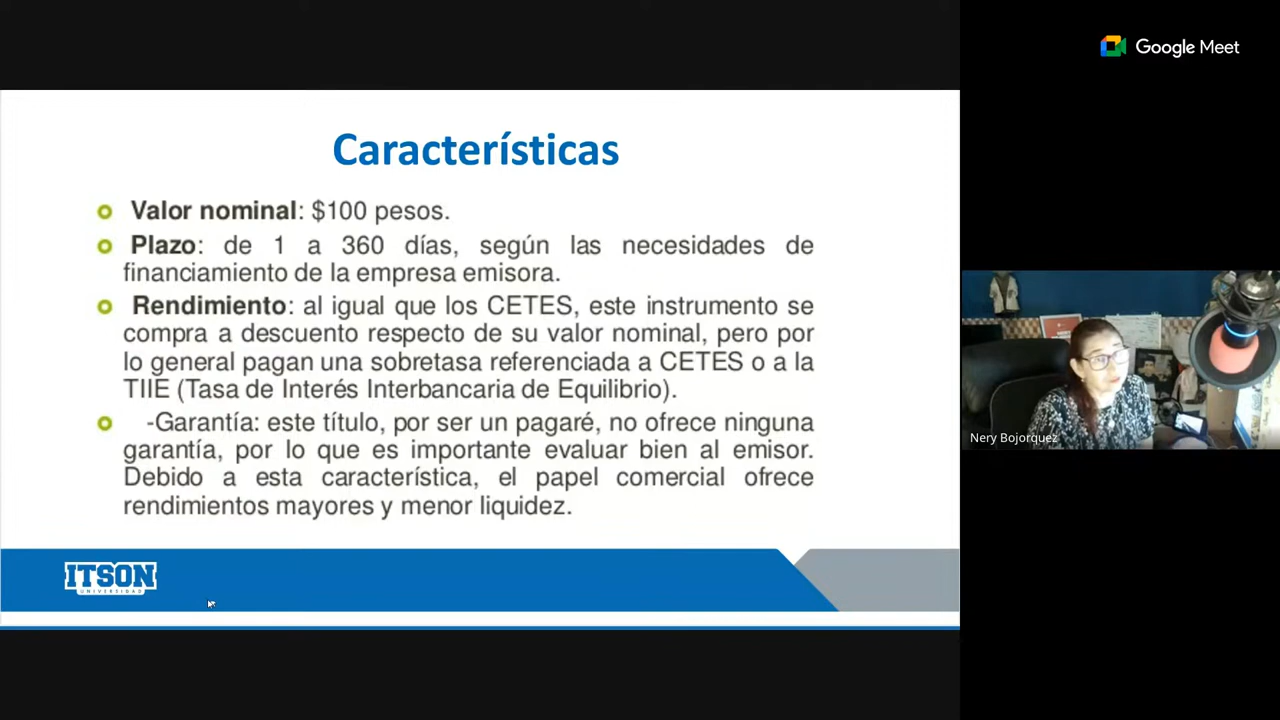 Google Meet
Características
Valor nominal: $100 pesos.
Plazo: de 1 a 360 días, según las necesidades de
financiamiento de la empresa emisora.
Rendimiento: al igual que los CETES, este instrumento se
compra a descuento respecto de su valor nominal, pero por
lo general pagan una sobretasa referenciada a CETES o a la
TIIE (Tasa de Interés Interbancaria de Equilibrio).
-Garantía: este título, por ser un pagaré, no ofrece ninguna
garantía, por lo que es importante evaluar bien al emisor.
Debido a esta característica, el papel comercial ofrece
rendimientos mayores y menor liquidez.
ITSON
UNIVERSIDAD
Nery Bojorquez